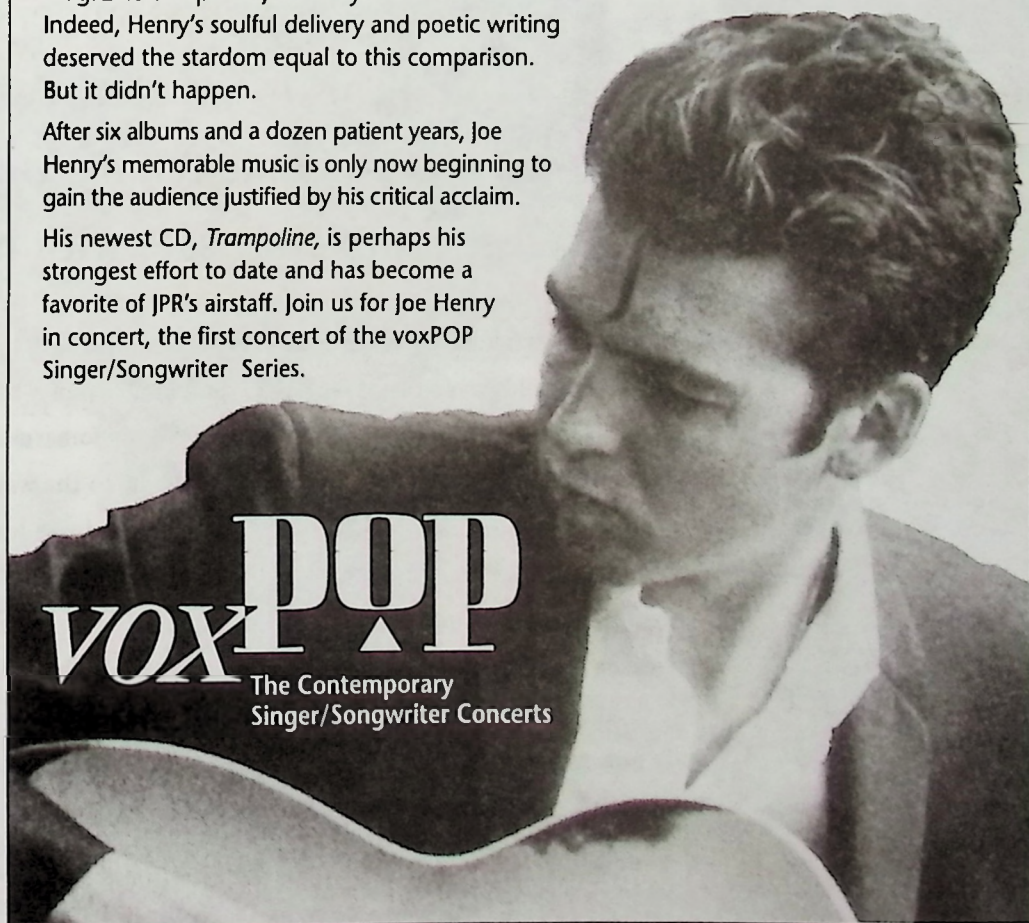 Indeed, Henry's soulful delivery and poetic writing
deserved the stardom equal to this comparison.
But it didn't happen.
After six albums and a dozen patient years, Joe
Henry's memorable music is only now beginning to
gain the audience justified by his critical acclaim.
His newest CD, Trampoline, is perhaps his
strongest effort to date and has become a
favorite of JPR's airstaff. Join us for Joe Henry
in concert, the first concert of the voxPOP
Singer/Songwriter Series.
VOX POP
The Contemporary
Singer/Songwriter Concerts